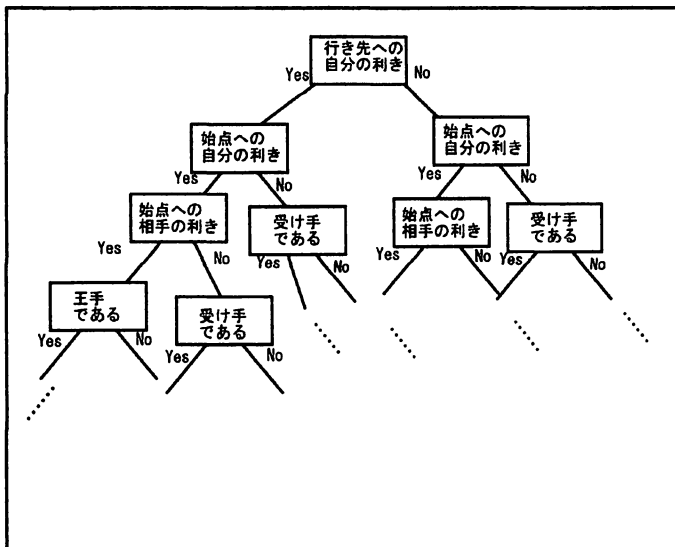 行き先への
自分の利き
Yes
No
始点への
自分の利き
始点への
自分の利き
Yes
No
Yes
No
始点への
相手の利き
受け手
である
始点への
相手の利き
受け手
である
Yes
No
Yes
No
Yes
No
Yes
No
王手
である
受け手
である
Yes
No
Yes
No